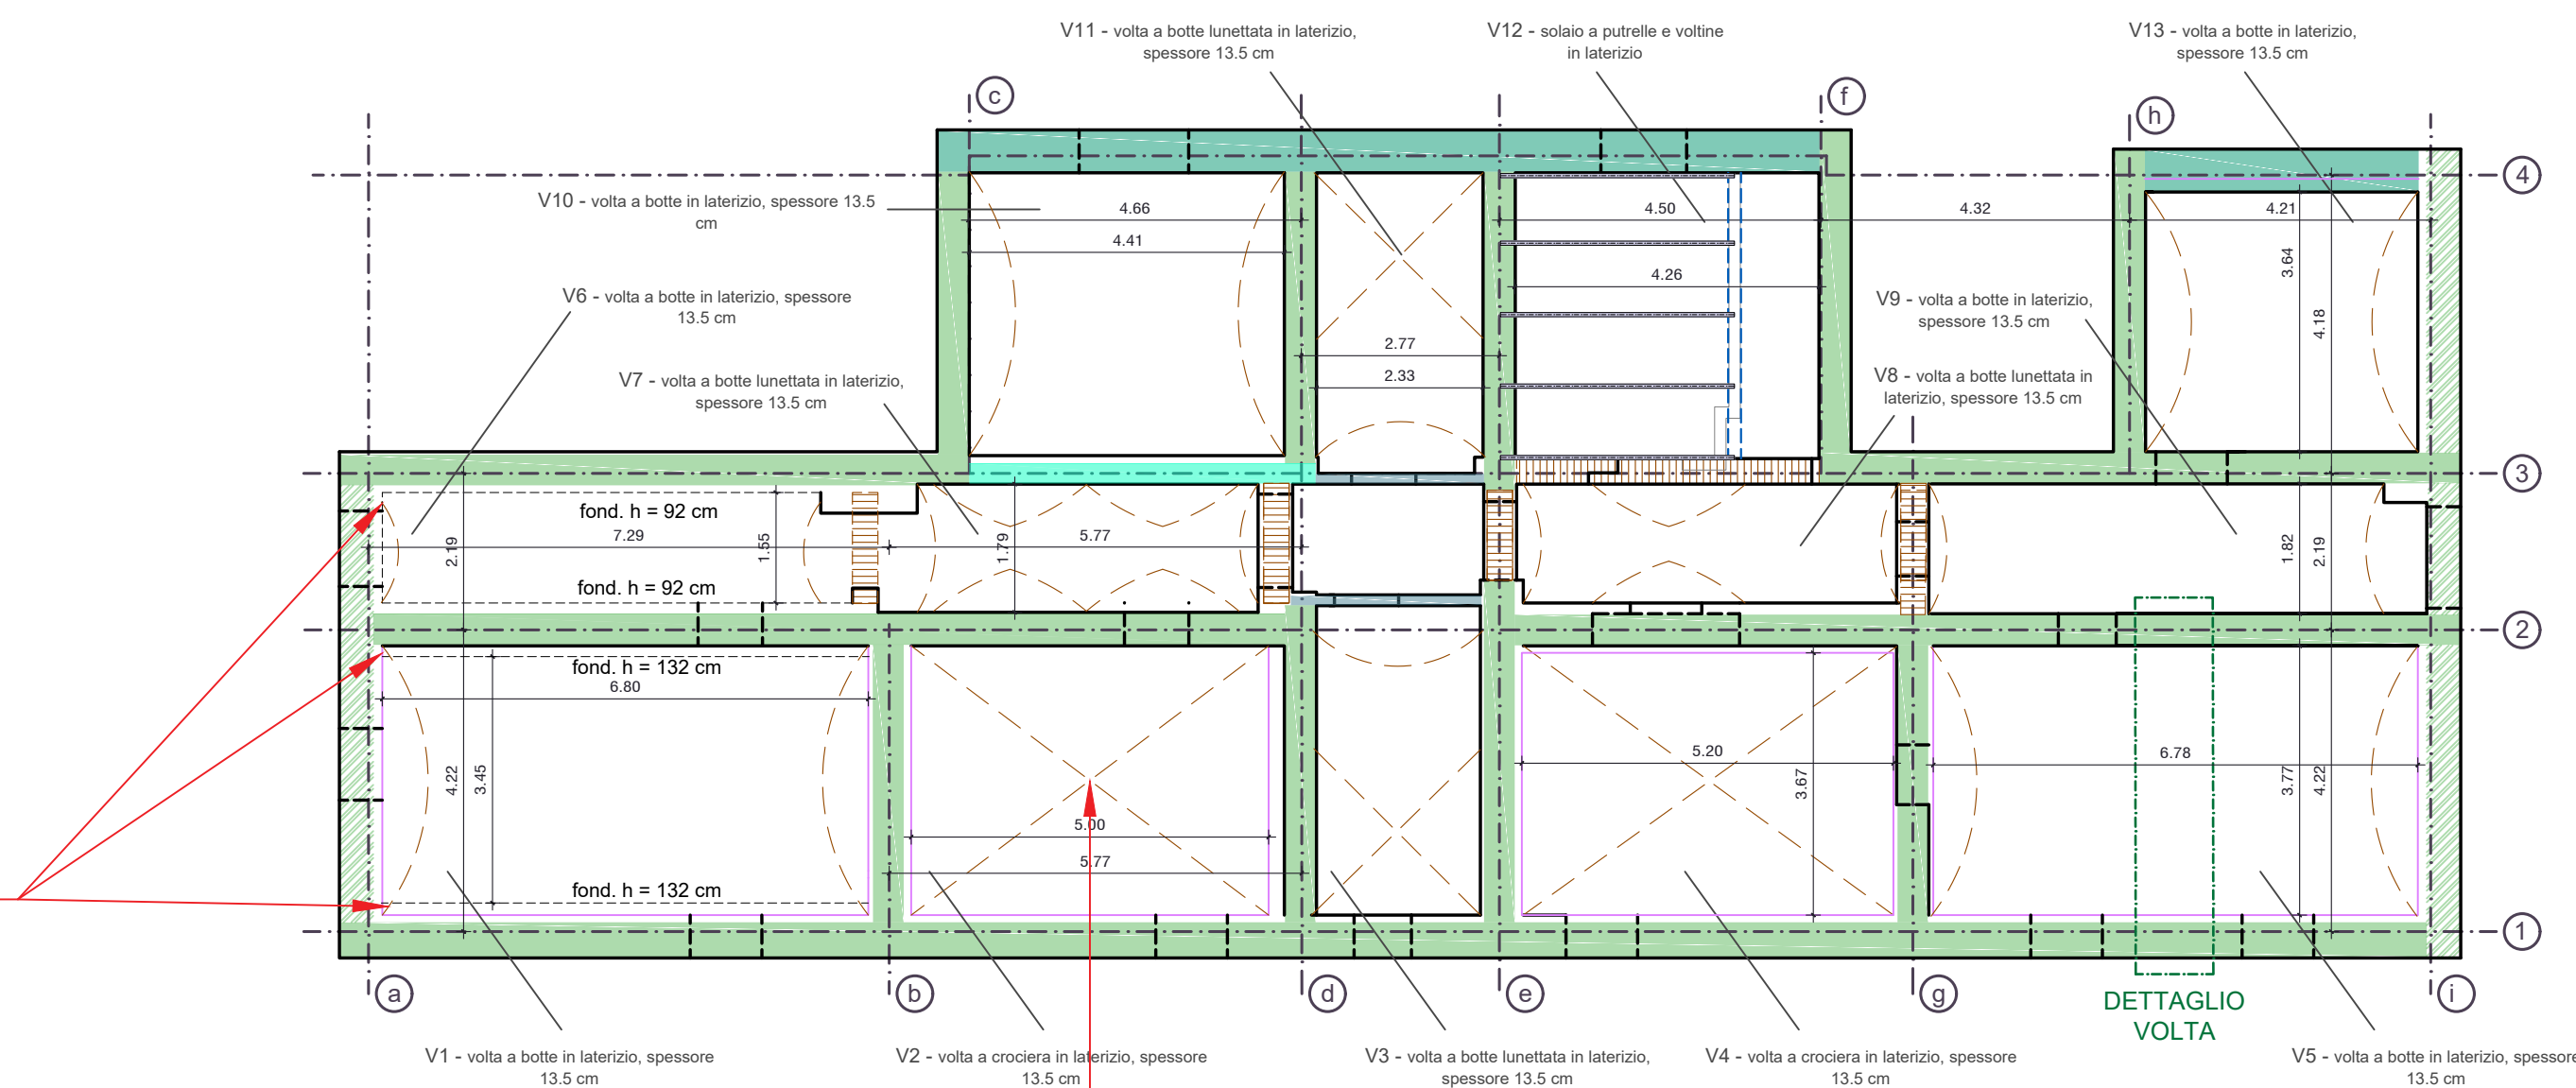 V11 - volta a botte lunettata in laterizio,
spessore 13.5 cm
V12 - solaio a putrelle e voltine
in laterizio
V13 - volta a botte in laterizio,
spessore 13.5 cm
c
f
h
4
V10 - volta a botte in laterizio, spessore 13.5
cm
4.66
4.41
4.50
4.32
4.21
3.64
4.26
4.18
V6 - volta a botte in laterizio, spessore
13.5 cm
V9 - volta a botte in laterizio,
spessore 13.5 cm
2.77
2.33
V7 - volta a botte lunettata in laterizio,
spessore 13.5 cm
V8 - volta a botte lunettata in
laterizio, spessore 13.5 cm
3
fond. h = 92 cm
7.29
2.19
1.55
1.79
5.77
1.82
2.19
fond. h = 92 cm
2
fond. h = 132 cm
6.80
4.22
3.45
5.00
5.77
5.20
3.67
6.78
3.77
4.22
fond. h = 132 cm
1
a
b
d
e
g
i
DETTAGLIO
VOLTA
V1 - volta a botte in laterizio, spessore
13.5 cm
V2 - volta a crociera in laterizio, spessore
13.5 cm
V3 - volta a botte lunettata in laterizio,
spessore 13.5 cm
V4 - volta a crociera in laterizio, spessore
13.5 cm
V5 - volta a botte in laterizio, spessore
13.5 cm